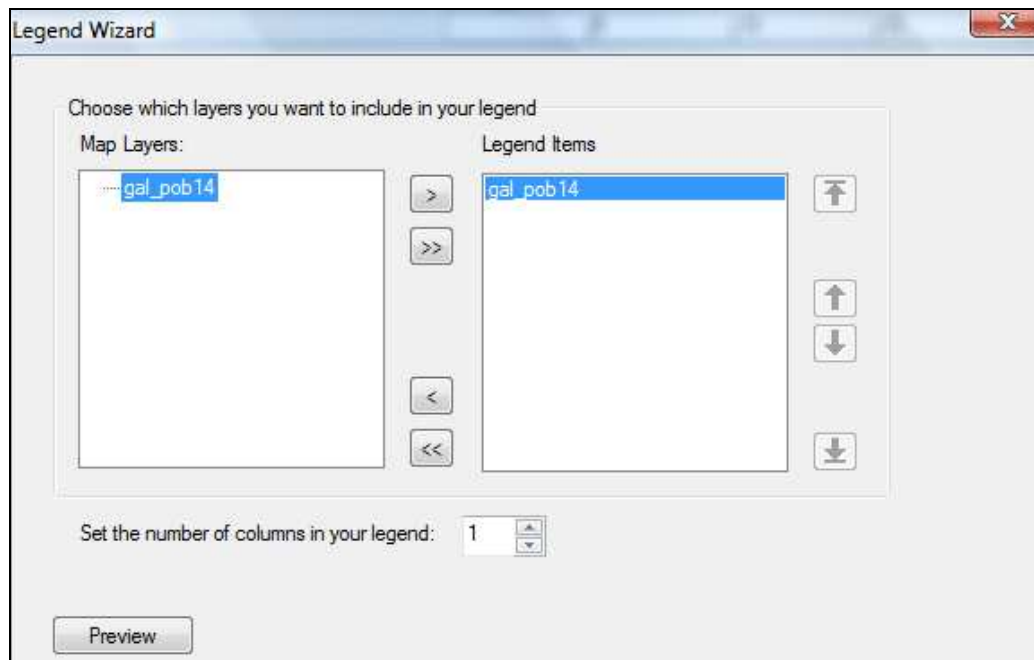 Legend Wizard
Choose which layers you want to include in your legend
Map Layers:
Legend Items
gal_pob14
gal_pob14
>
>>
<
<<
Set the number of columns in your legend: 1
Preview